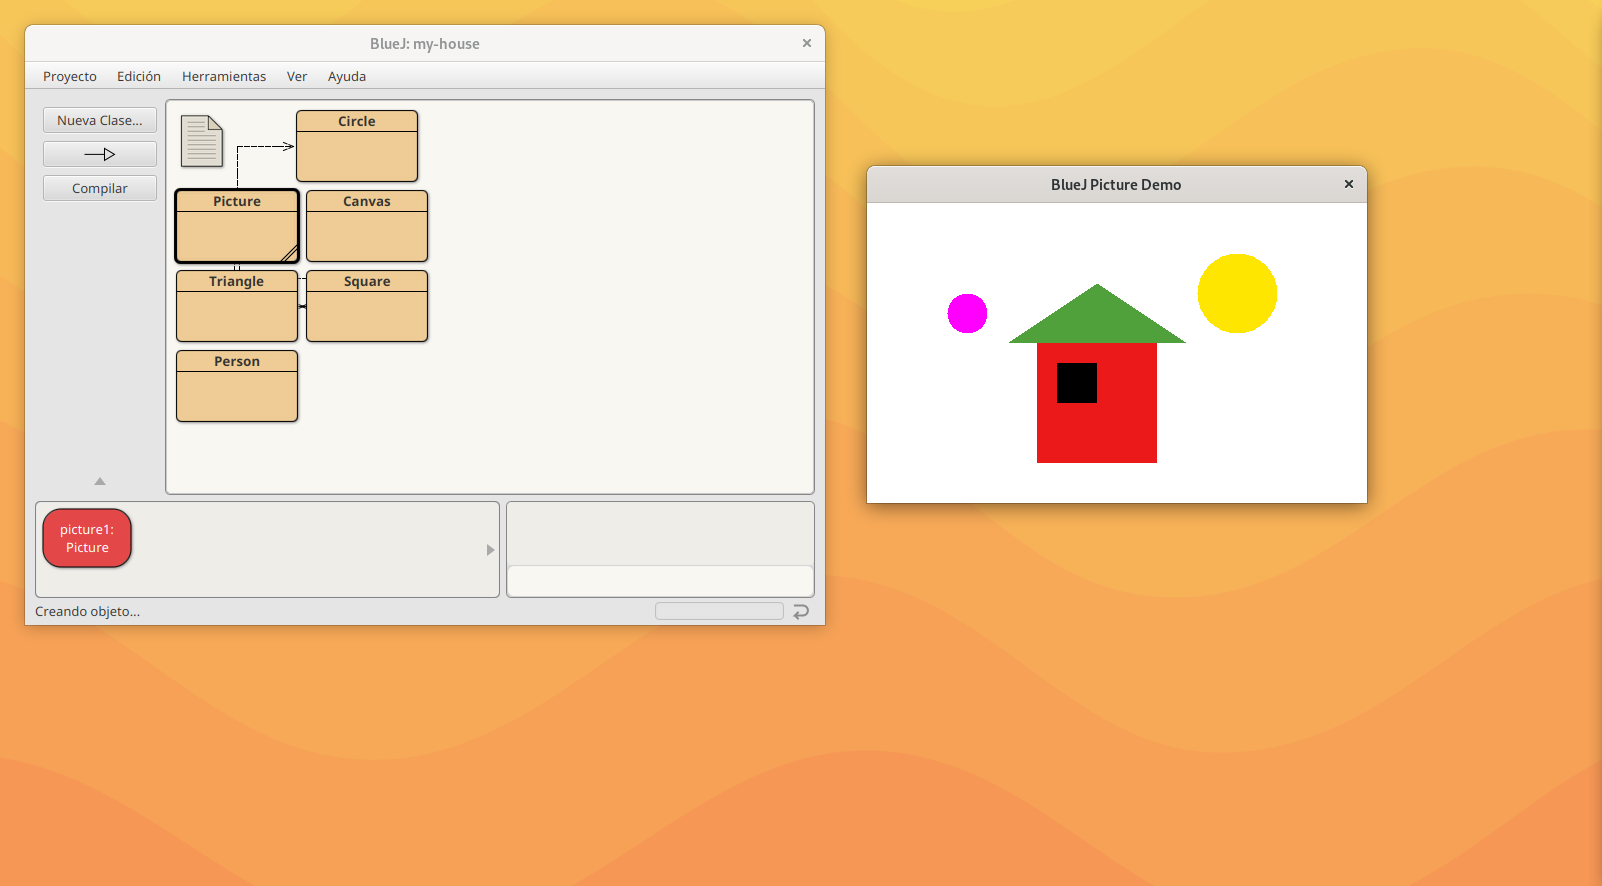 BlueJ: my-house
Proyecto Edición Herramientas Ver Ayuda
Nueva Clase...
Compilar
Circle
Picture
Canvas
Triangle
Square
Person
picture1:
Picture
Creando objeto...
BlueJ Picture Demo